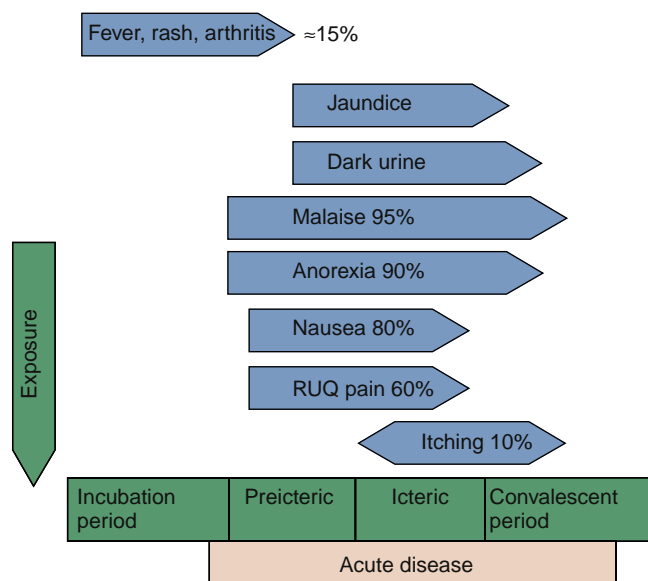 Fever, rash, arthritis ≈15%
Jaundice
Dark urine
Malaise 95%
Anorexia 90%
Nausea 80%
RUQ pain 60%
Itching 10%
Exposure
Incubation
period
Preicteric
Icteric
Convalescent
period
Acute disease